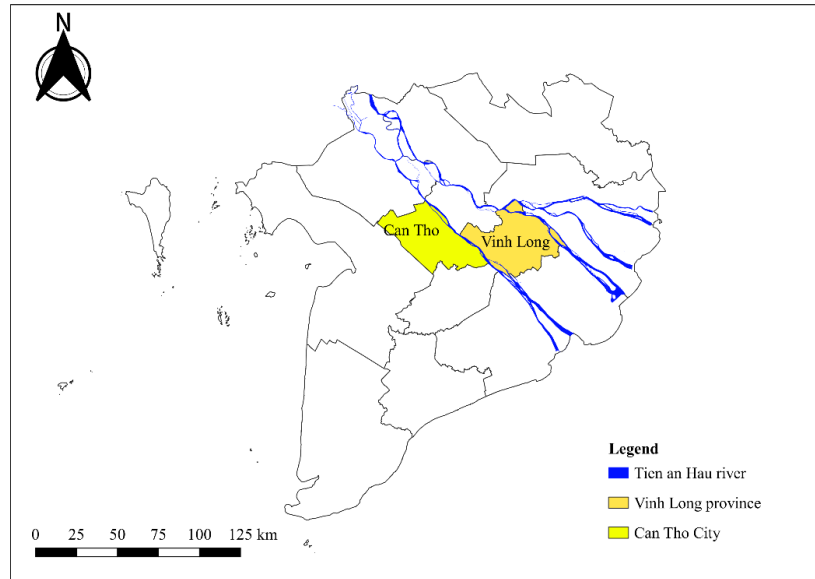 N
Can Tho
Vinh Long
Legend
Tien an Hau river
Vinh Long province
Can Tho City
0 25 50 75 100 125 km